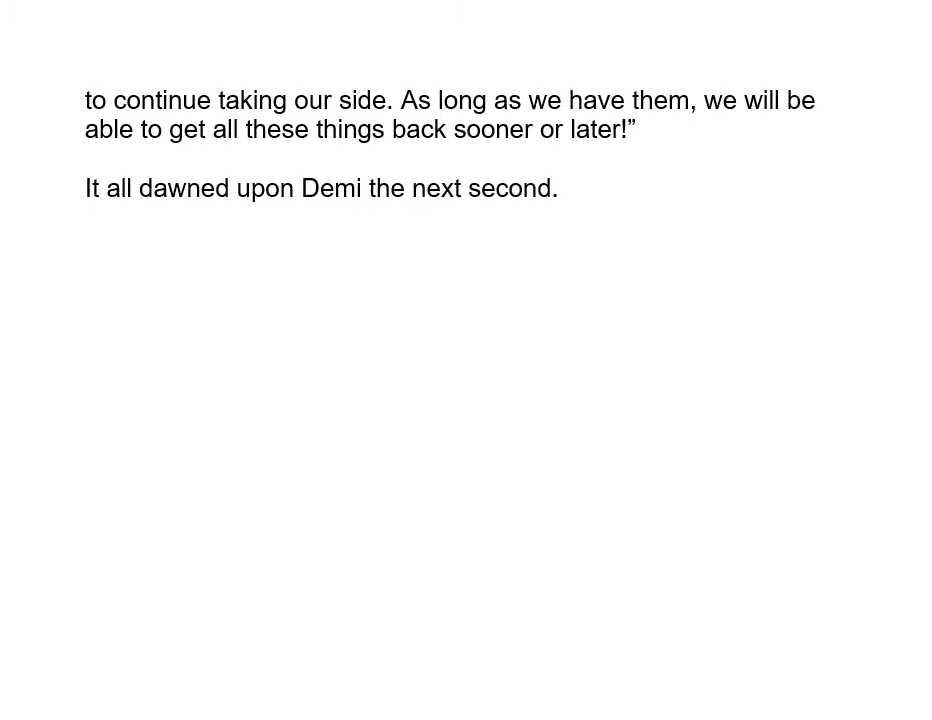 to continue taking our side. As long as we have them, we will be
able to get all these things back sooner or later!”
It all dawned upon Demi the next second.